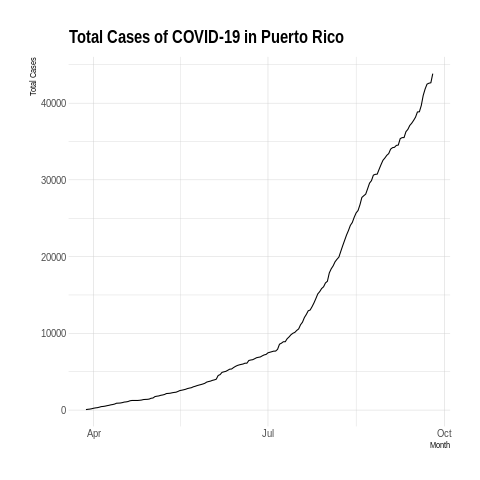 Total Cases of COVID-19 in Puerto Rico
Total Cases
40000
30000
20000
10000
0
Apr Jul Oct
Month